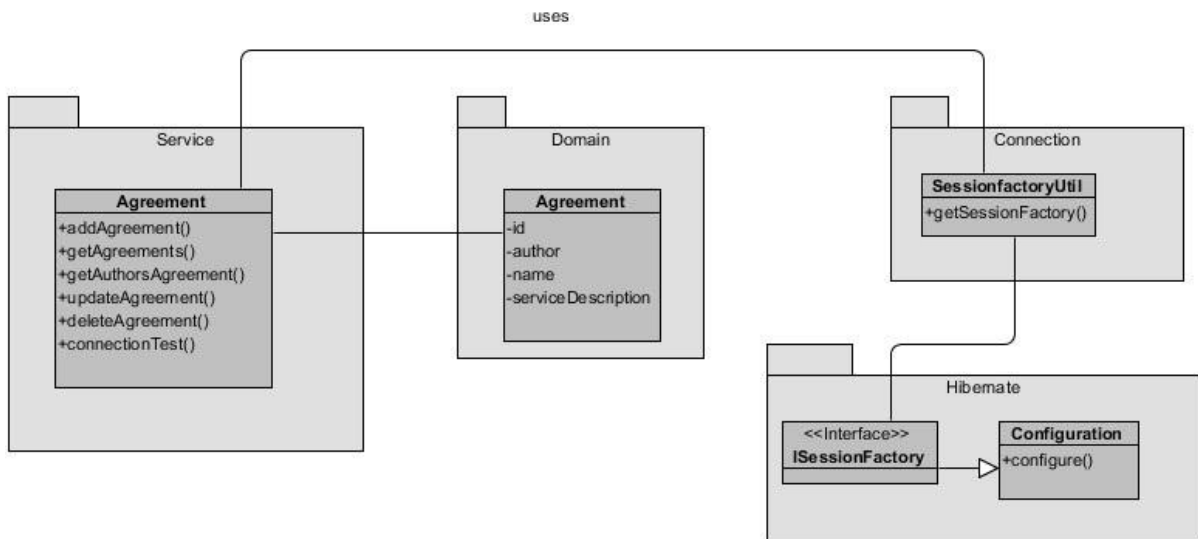 uses
Service
Agreement
+addAgreement()
+getAgreements()
+getAuthorsAgreement()
+updateAgreement()
+deleteAgreement()
+connectionTest()
Domain
Agreement
-id
-author
-name
-serviceDescription
Connection
SessionfactoryUtil
+getSessionFactory()
Hibernate
<<Interface>>
ISessionFactory
Configuration
+configure()